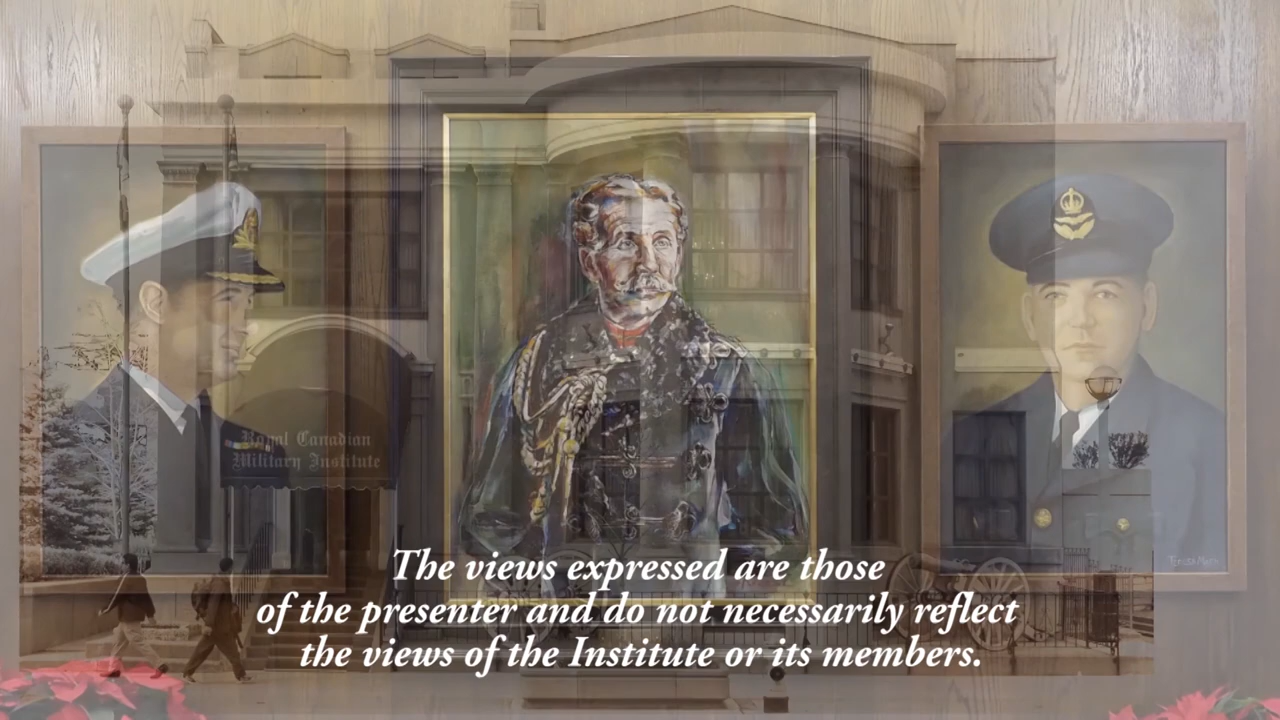 Royal Canadian
Military Institute
The views expressed are those
of the presenter and do not necessarily reflect
the views of the Institute or its members.